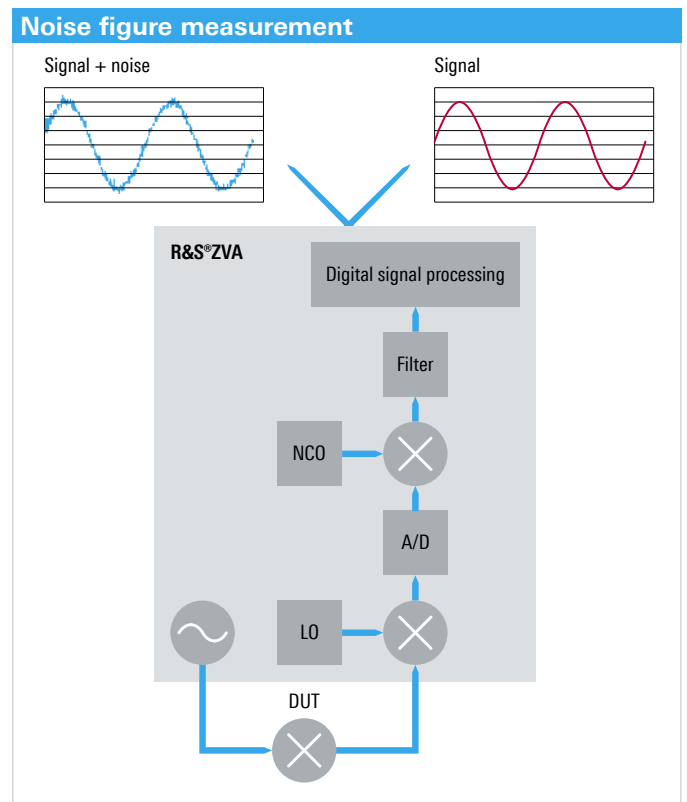 Noise figure measurement
Signal + noise
Signal
R&S®ZVA
Digital signal processing
Filter
NCO
A/D
LO
DUT